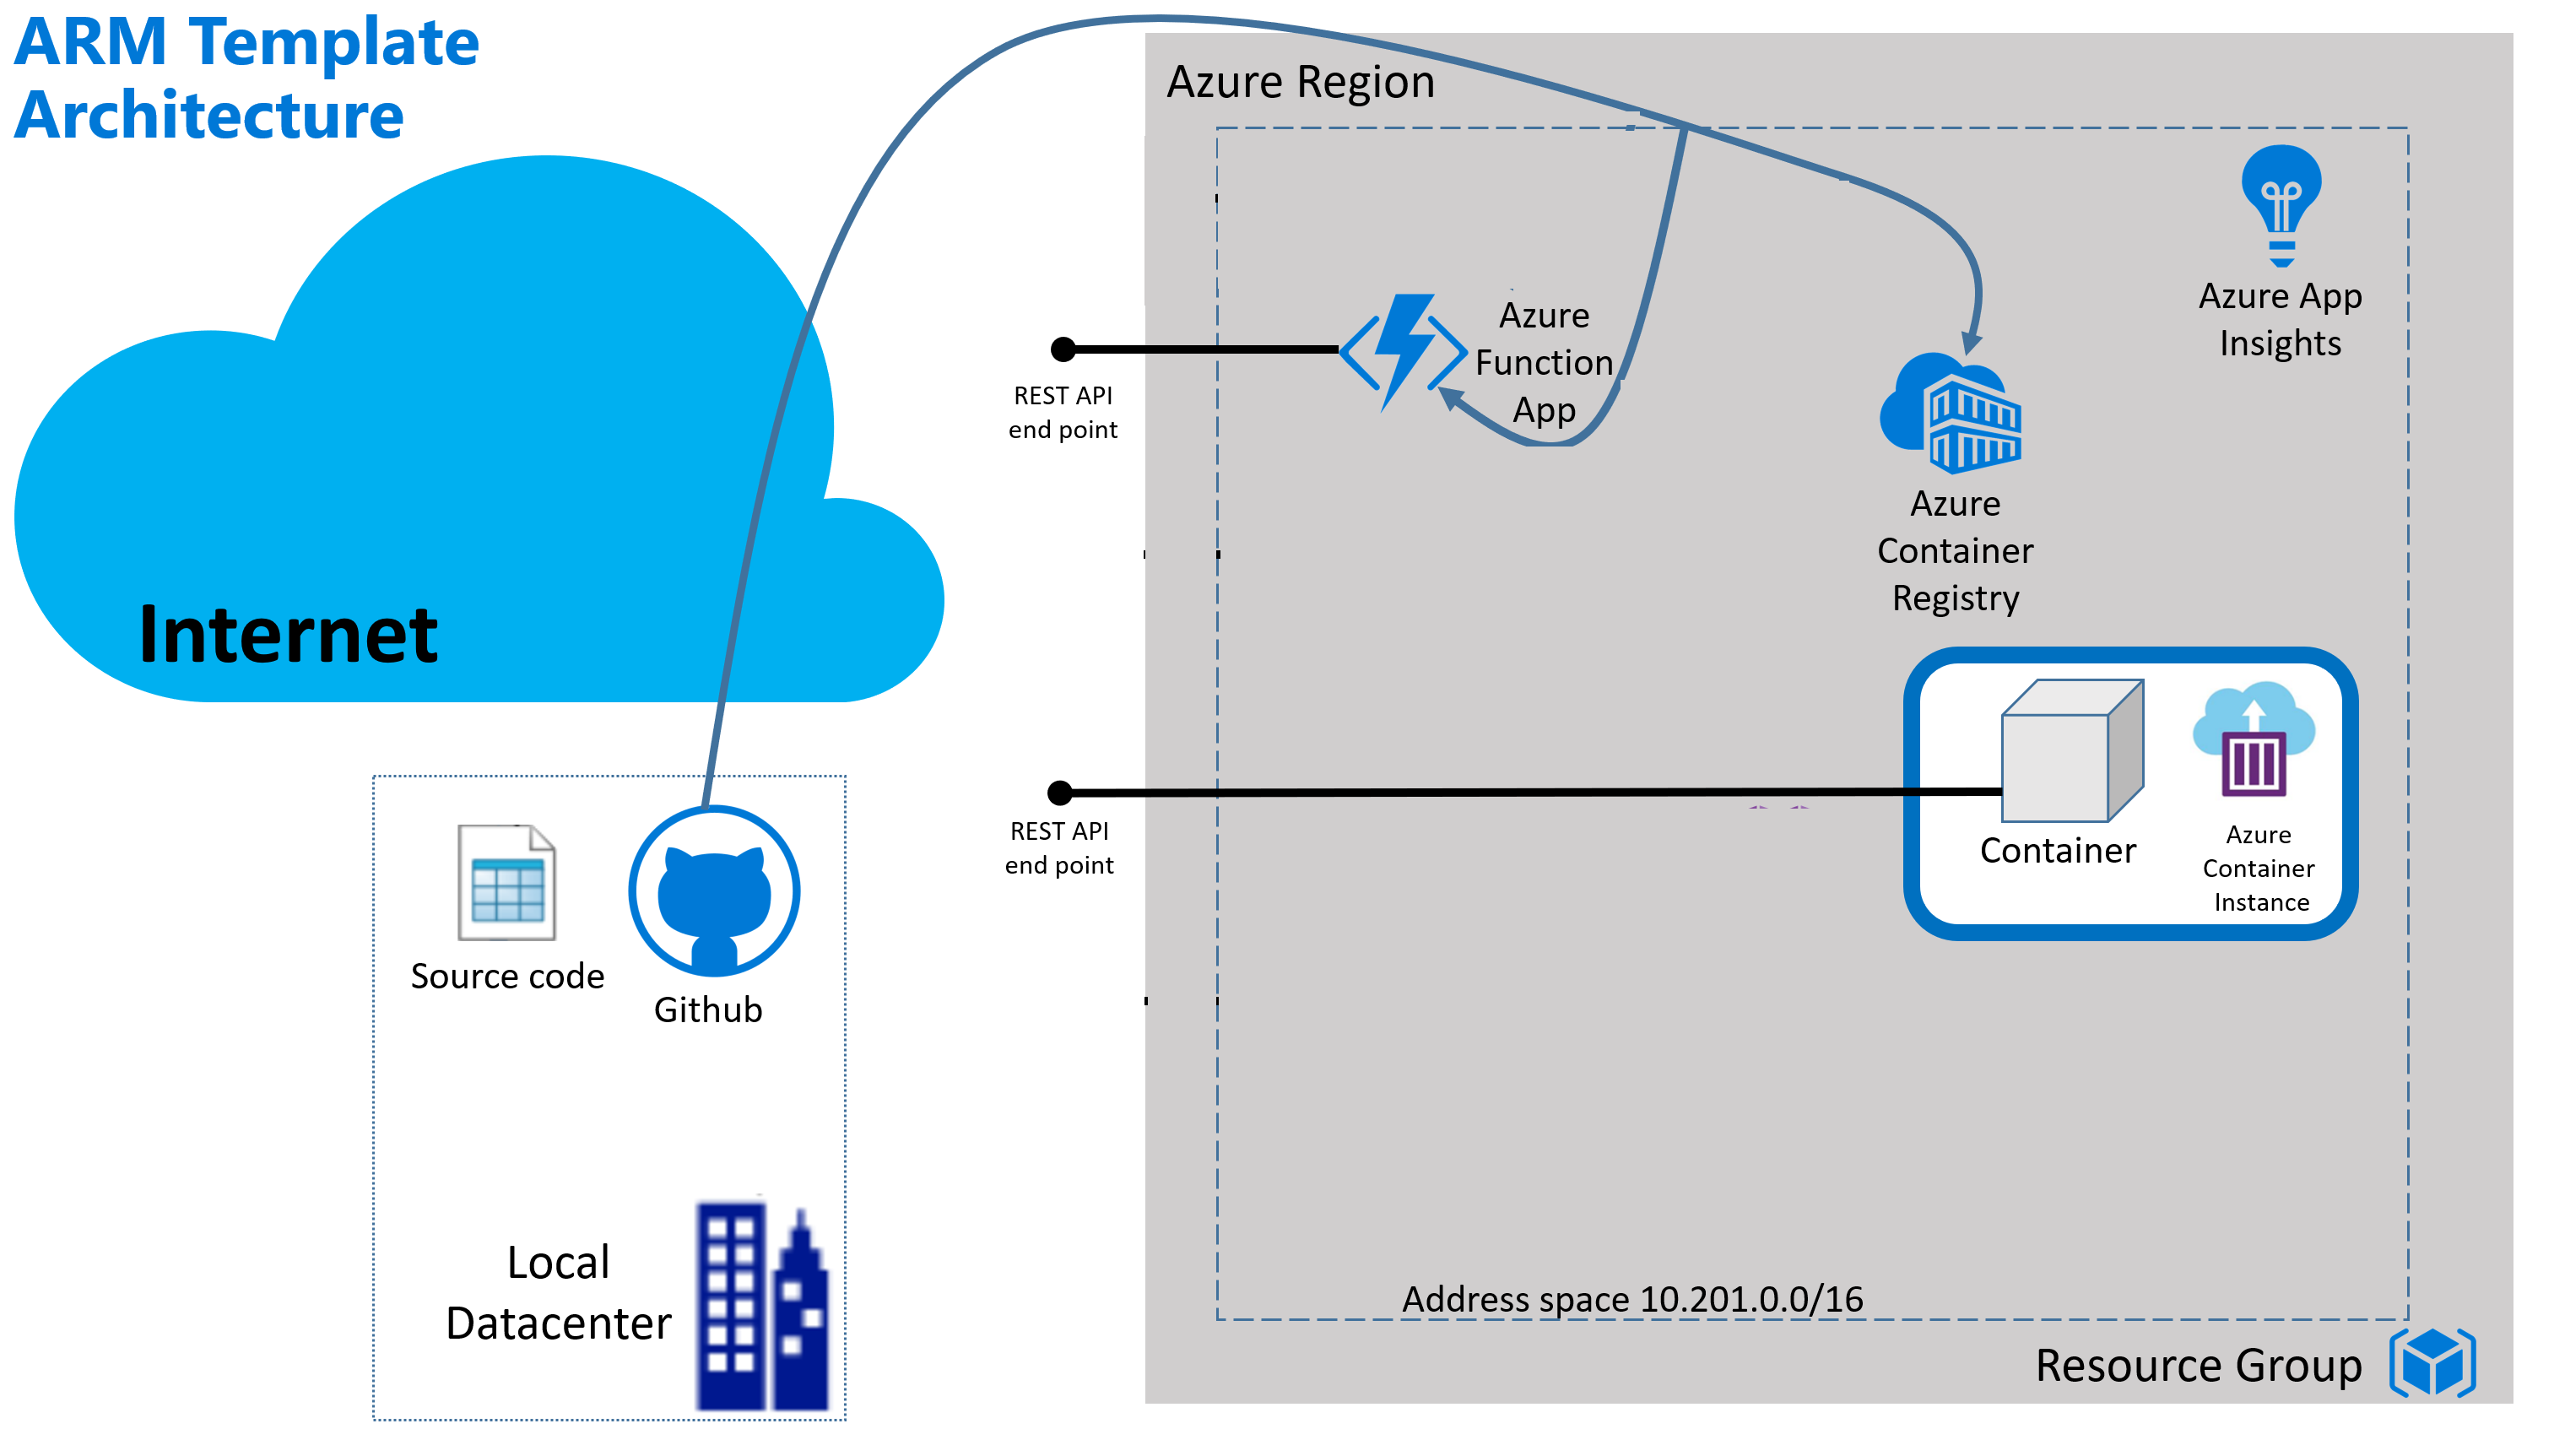 ARM Template
Architecture
Azure Region
Azure App
Insights
Azure
Function
App
REST API
end point
Azure
Container
Registry
Internet
REST API
end point
Container
Azure
Container
Instance
Source code
Github
Local
Datacenter
Address space 10.201.0.0/16
Resource Group